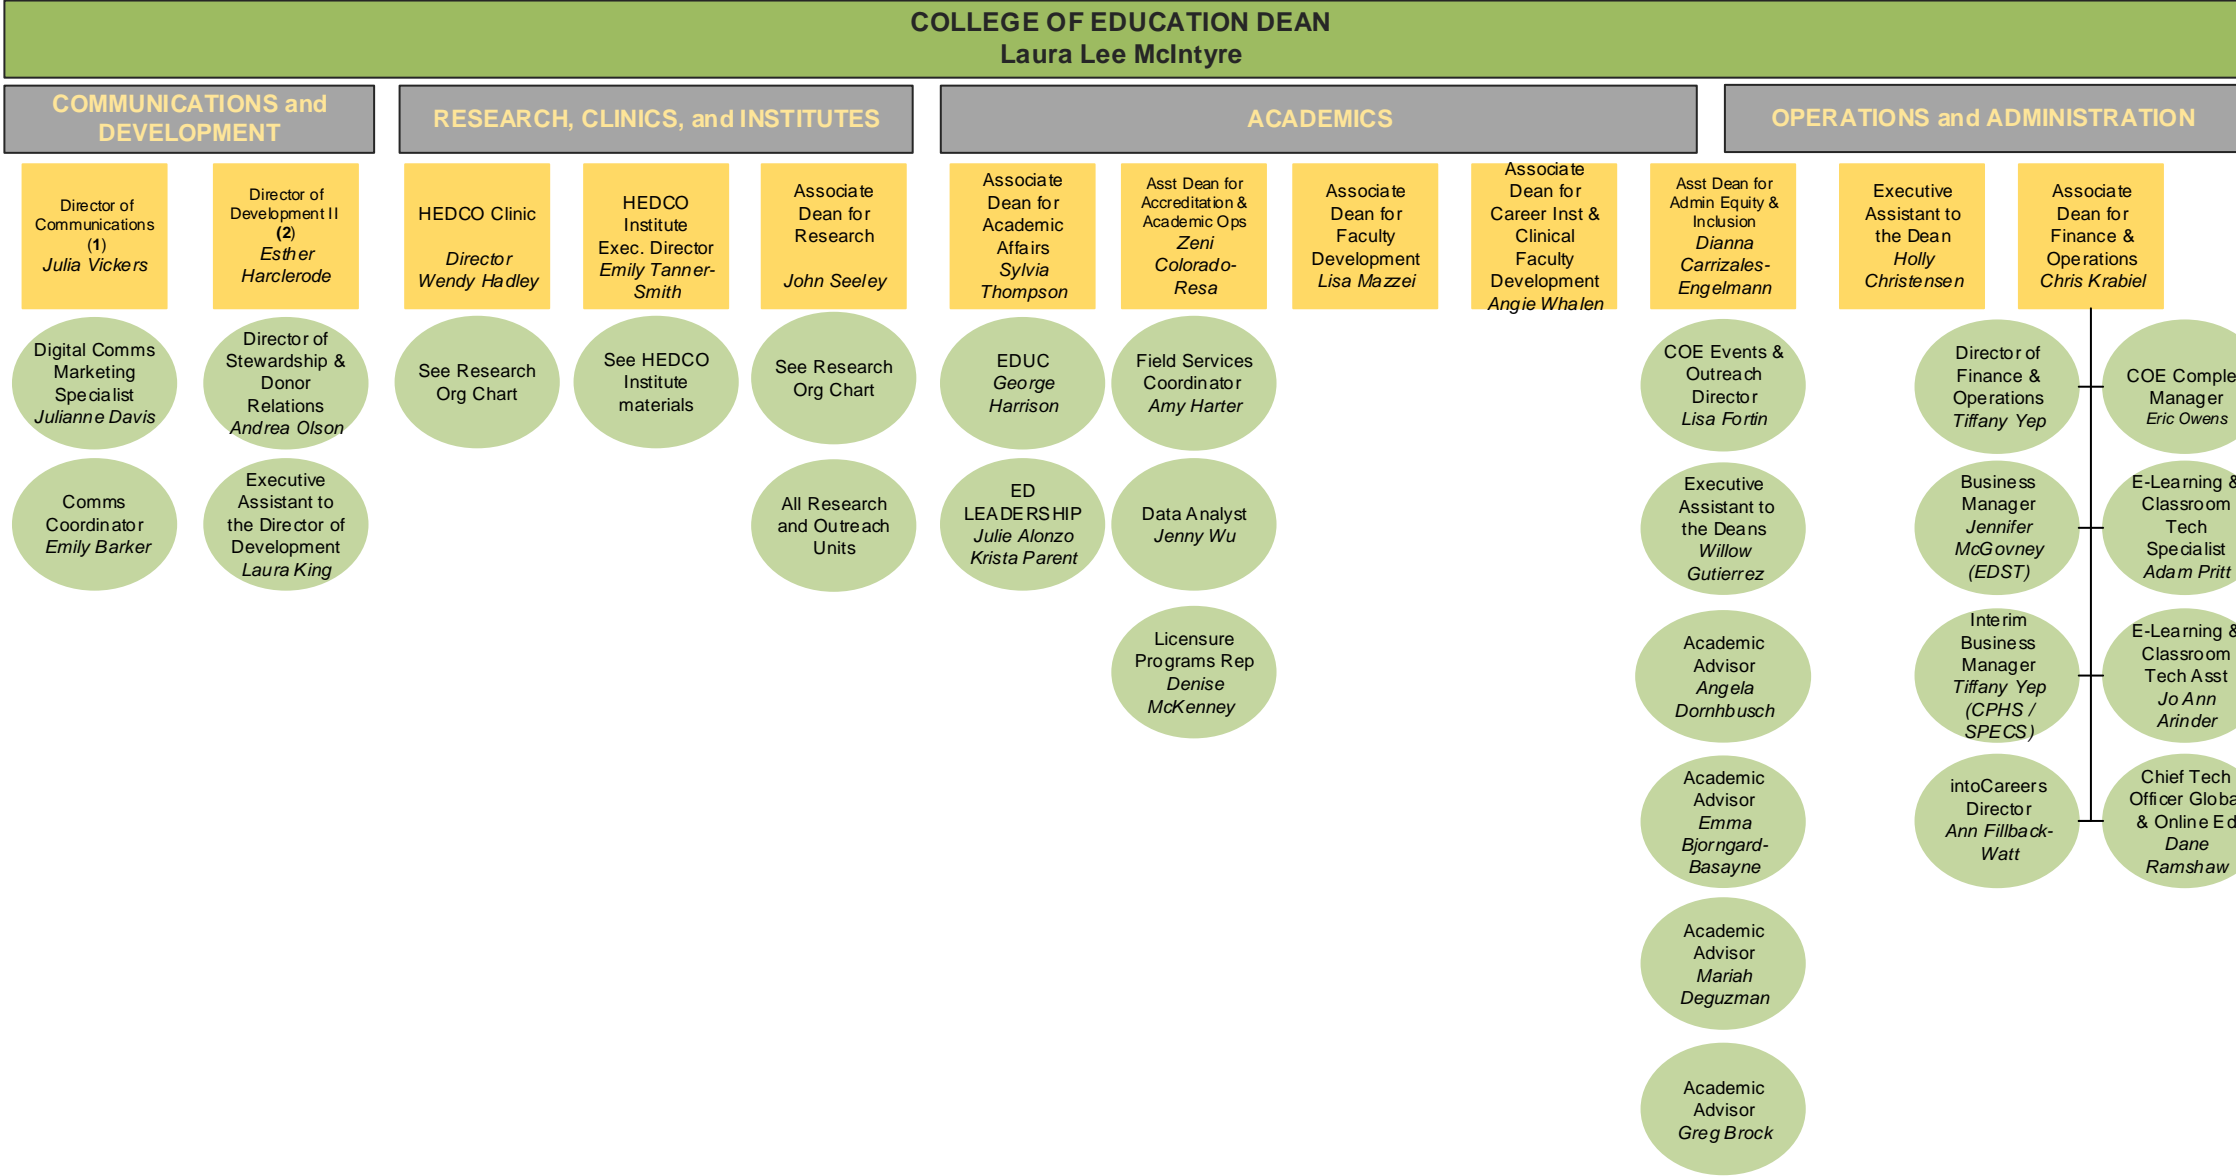 COLLEGE OF EDUCATION DEAN
Laura Lee McIntyre
COMMUNICATIONS and
DEVELOPMENT
RESEARCH, CLINICS, and INSTITUTES
ACADEMICS
OPERATIONS and ADMINISTRATION
Director of
Communications
(1)
Julia Vickers
Director of
Development II
(2)
Esther
Harclerode
HEDCO Clinic
Director
Wendy Hadley
HEDCO
Institute
Exec. Director
Emily Tanner-
Smith
Associate
Dean for
Research
John Seeley
Associate
Dean for
Academic
Affairs
Sylvia
Thompson
Asst Dean for
Accreditation &
Academic Ops
Zeni
Colorado-
Resa
Associate
Dean for
Faculty
Development
Lisa Mazzei
Associate
Dean for
Career Inst &
Clinical
Faculty
Development
Angie Whalen
Asst Dean for
Admin Equity &
Inclusion
Dianna
Carrizales-
Engelmann
Executive
Assistant to
the Dean
Holly
Christensen
Associate
Dean for
Finance &
Operations
Chris Krabiel
Digital Comms
Marketing
Specialist
Julianne Davis
Director of
Stewardship &
Donor
Relations
Andrea Olson
See Research
Org Chart
See HEDCO
Institute
materials
See Research
Org Chart
EDUC
George
Harrison
Field Services
Coordinator
Amy Harter
COE Events &
Outreach
Director
Lisa Fortin
Director of
Finance &
Operations
Tiffany Yep
COE Comple
Manager
Eric Owens
Comms
Coordinator
Emily Barker
Executive
Assistant to
the Director of
Development
Laura King
All Research
and Outreach
Units
ED
LEADERSHIP
Julie Alonzo
Krista Parent
Data Analyst
Jenny Wu
Executive
Assistant to
the Deans
Willow
Gutierrez
Business
Manager
Jennifer
McGovney
(EDST)
E-Learning &
Classroom
Tech
Specialist
Adam Pritt
Licensure
Programs Rep
Denise
McKenney
Academic
Advisor
Angela
Dornhbusch
Interim
Business
Manager
Tiffany Yep
(CPHS /
SPECS)
E-Learning &
Classroom
Tech Asst
Jo Ann
Arinder
Academic
Advisor
Emma
Bjorngard-
Basayne
intoCareers
Director
Ann Fillback-
Watt
Chief Tech
Officer Globa
& Online Ed
Dane
Ramshaw
Academic
Advisor
Mariah
Deguzman
Academic
Advisor
Greg Brock